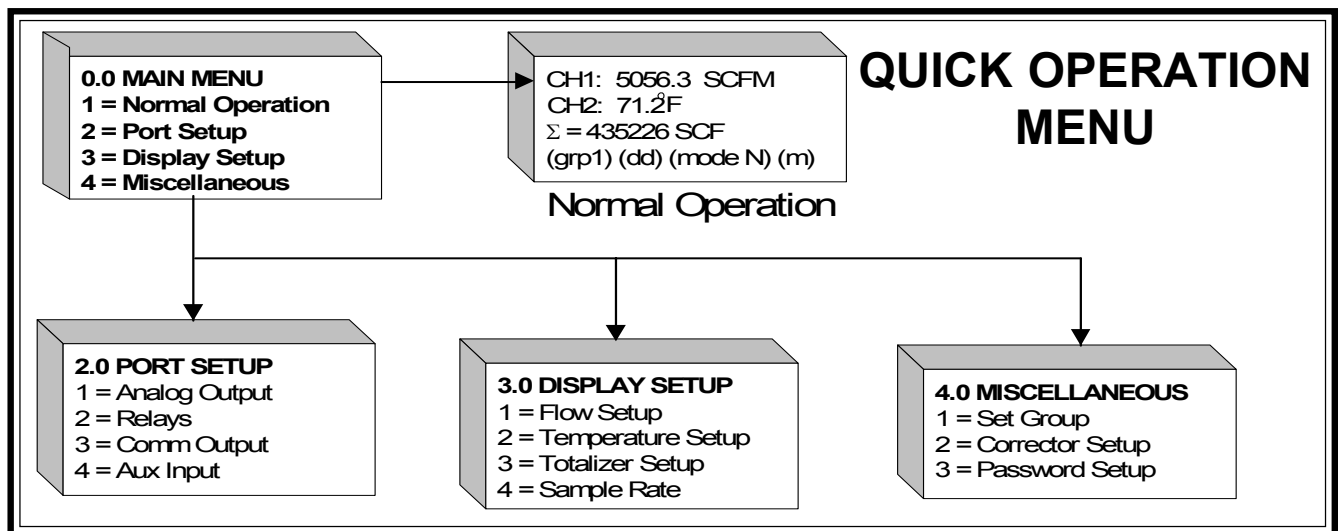 QUICK OPERATION
MENU
0.0 MAIN MENU
1 = Normal Operation
2 = Port Setup
3 = Display Setup
4 = Miscellaneous
CH1: 5056.3 SCFM
CH2: 71.2°F
Σ = 435226 SCF
(grp1) (dd) (mode N) (m)
Normal Operation
2.0 PORT SETUP
1 = Analog Output
2 = Relays
3 = Comm Output
4 = Aux Input
3.0 DISPLAY SETUP
1 = Flow Setup
2 = Temperature Setup
3 = Totalizer Setup
4 = Sample Rate
4.0 MISCELLANEOUS
1 = Set Group
2 = Corrector Setup
3 = Password Setup